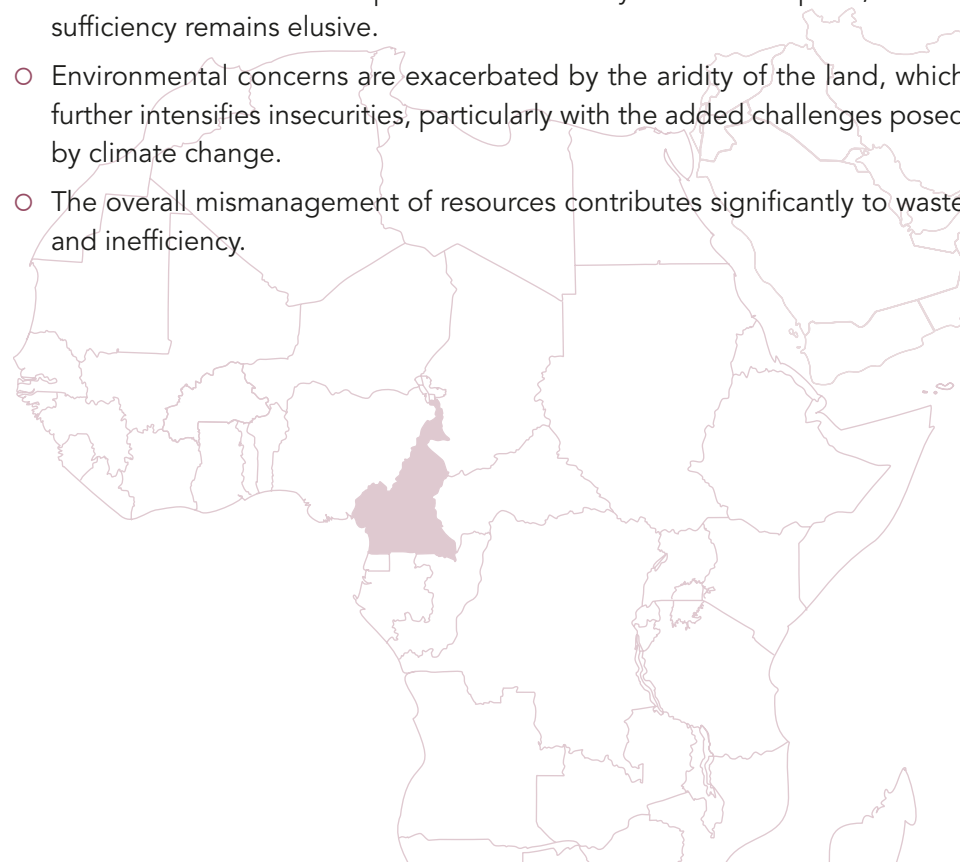 sufficiency remains elusive.
Environmental concerns are exacerbated by the aridity of the land, which
further intensifies insecurities, particularly with the added challenges posed
by climate change.
The overall mismanagement of resources contributes significantly to waste
and inefficiency.